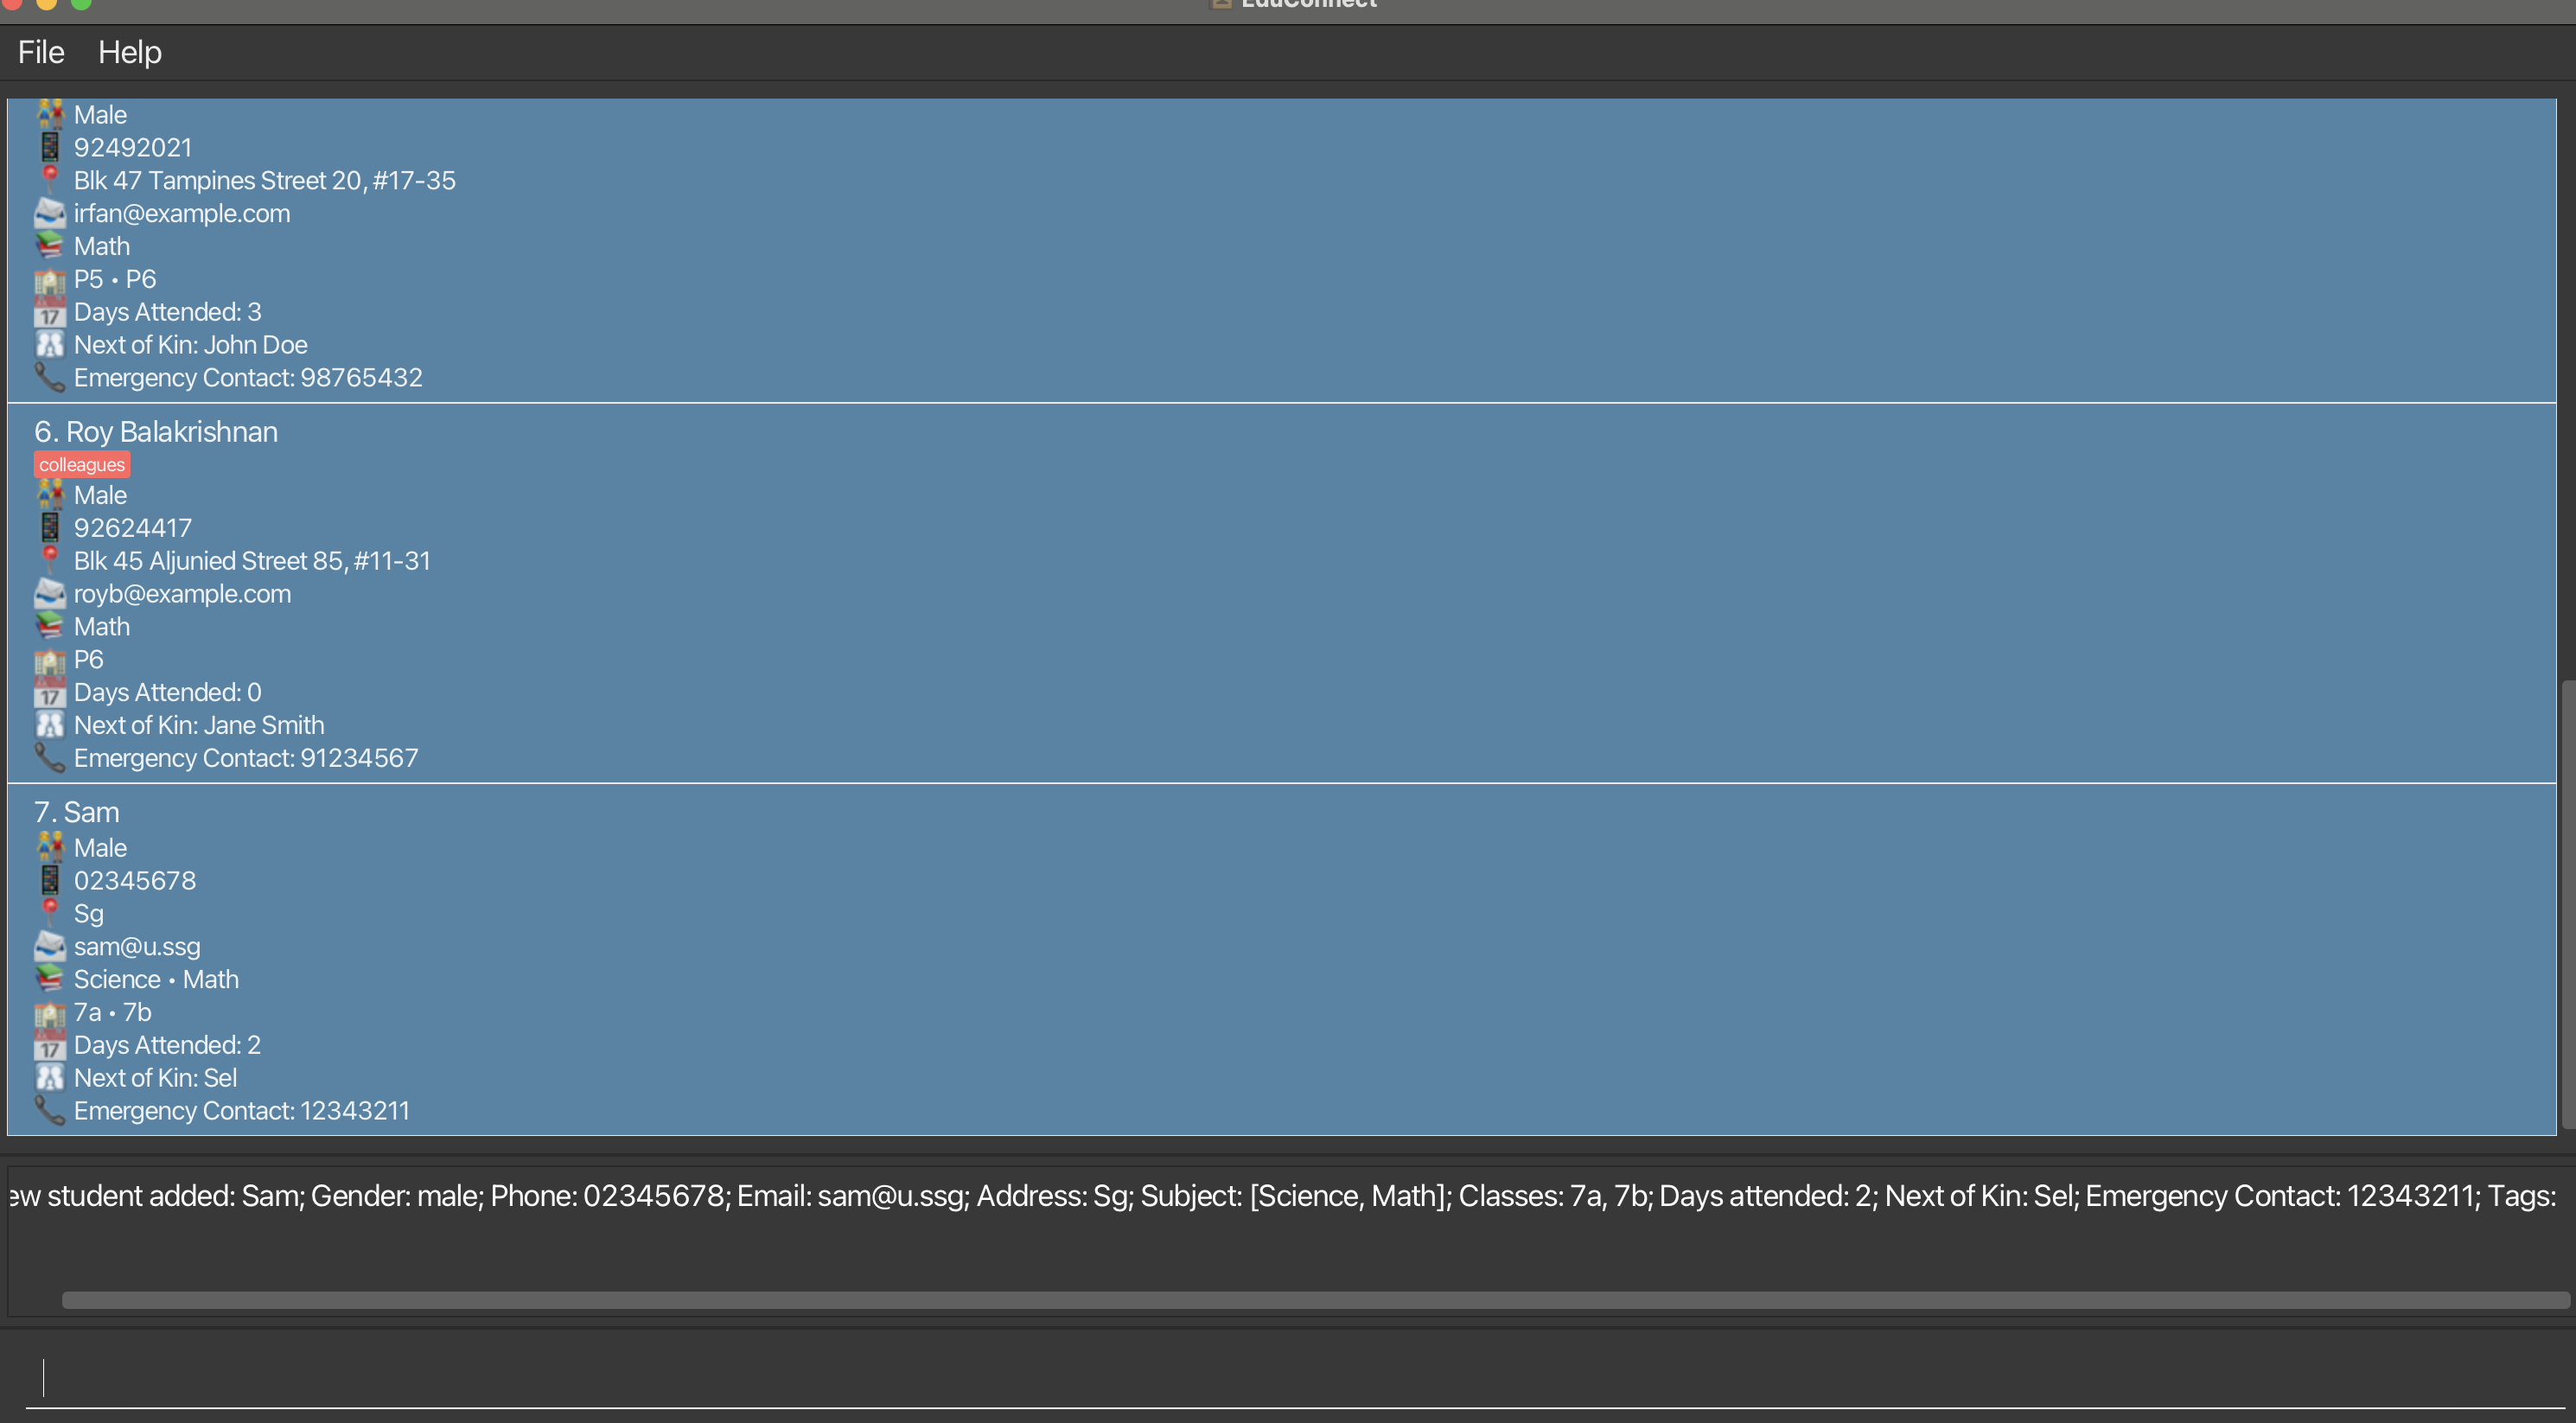 EduConnect
File Help
Male
92492021
Blk 47 Tampines Street 20, #17-35
irfan@example.com
Math
P5 • P6
17 Days Attended: 3
Next of Kin: John Doe
Emergency Contact: 98765432
6. Roy Balakrishnan
colleagues
Male
92624417
Blk 45 Aljunied Street 85, #11-31
royb@example.com
Math
P6
17 Days Attended: 0
Next of Kin: Jane Smith
Emergency Contact: 91234567
7. Sam
Male
02345678
Sg
sam@u.ssg
Science • Math
7a • 7b
17 Days Attended: 2
Next of Kin: Sel
Emergency Contact: 12343211
ew student added: Sam; Gender: male; Phone: 02345678; Email: sam@u.ssg; Address: Sg; Subject: [Science, Math]; Classes: 7a, 7b; Days attended: 2; Next of Kin: Sel; Emergency Contact: 12343211; Tags: